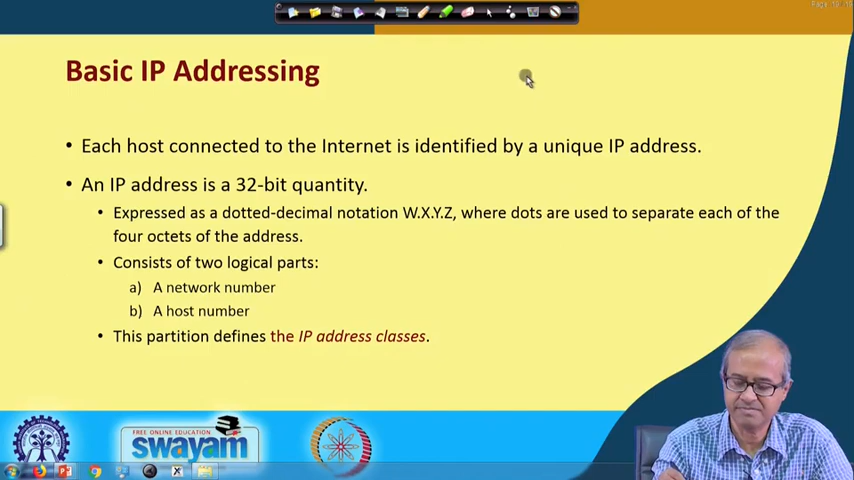 Basic IP Addressing
• Each host connected to the Internet is identified by a unique IP address.
• An IP address is a 32-bit quantity.
• Expressed as a dotted-decimal notation W.X.Y.Z, where dots are used to separate each of the
four octets of the address.
• Consists of two logical parts:
a) A network number
b) A host number
• This partition defines the IP address classes.
FREE ONLINE EDUCATION
swayam